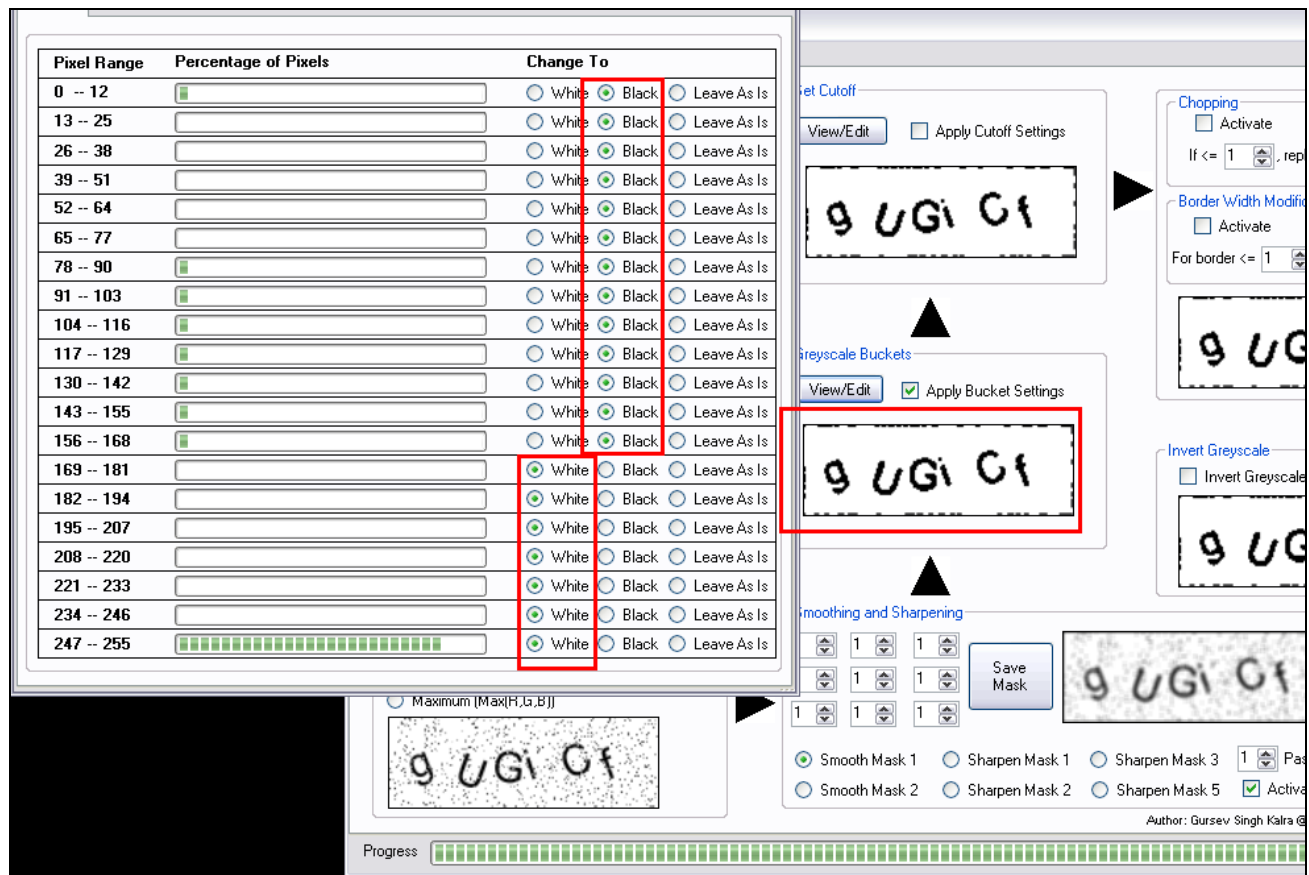 Pixel Range Percentage of Pixels Change To
0 -- 12 White Black Leave As Is
13 -- 25 White Black Leave As Is
26 -- 38 White Black Leave As Is
39 -- 51 White Black Leave As Is
52 -- 64 White Black Leave As Is
65 -- 77 White Black Leave As Is
78 -- 90 White Black Leave As Is
91 -- 103 White Black Leave As Is
104 -- 116 White Black Leave As Is
117 -- 129 White Black Leave As Is
130 -- 142 White Black Leave As Is
143 -- 155 White Black Leave As Is
156 -- 168 White Black Leave As Is
169 -- 181 White Black Leave As Is
182 -- 194 White Black Leave As Is
195 -- 207 White Black Leave As Is
208 -- 220 White Black Leave As Is
221 -- 233 White Black Leave As Is
234 -- 246 White Black Leave As Is
247 -- 255 White Black Leave As Is
Maximum (Max(R,G,B))
g UGi Cf
et Cutoff
View/Edit Apply Cutoff Settings
g UGi Cf
reyscale Buckets
View/Edit Apply Bucket Settings
g UGi Cf
moothing and Sharpening
1 1
1 1
1 1 1
Save
Mask
g UGi Cf
Smooth Mask 1 Sharpen Mask 1 Sharpen Mask 3 1 Pas
Smooth Mask 2 Sharpen Mask 2 Sharpen Mask 5 Activa
Chopping
Activate
If <= 1 , repl
Border Width Modific
Activate
For border <= 1
g UG
Invert Greyscale
Invert Greyscale
g UG
Author: Gursev Singh Kalra @
Progress